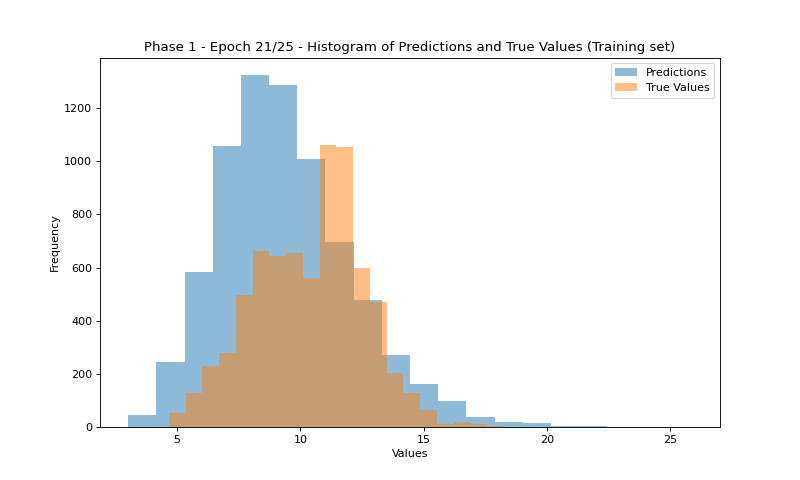 Phase 1 - Epoch 21/25 - Histogram of Predictions and True Values (Training set)
Predictions
True Values
Frequency
1200
1000
800
600
400
200
0
5 10 15 20 25
Values